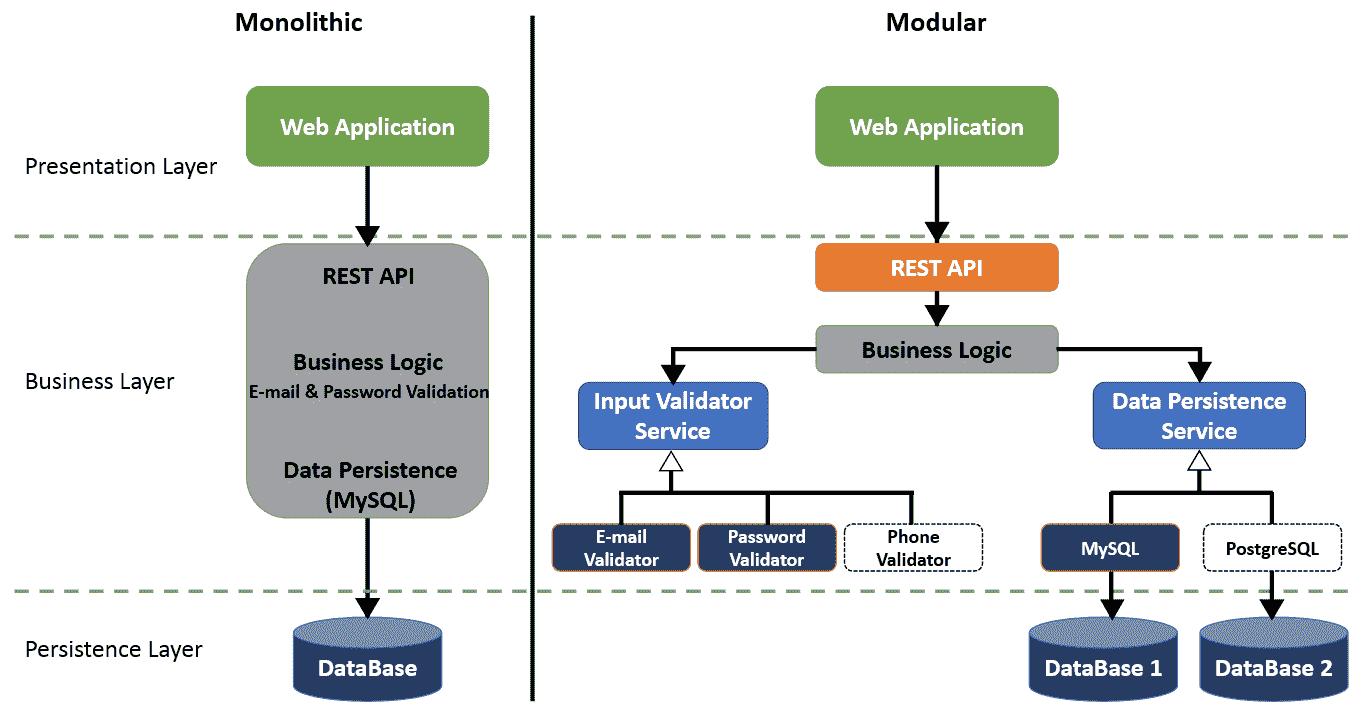 Monolithic
Modular
Web Application
Web Application
Presentation Layer
REST API
REST API
Business Logic
E-mail & Password Validation
Business Logic
Business Layer
Input Validator
Service
Data Persistence
Service
Data Persistence
(MySQL)
E-mail
Validator
Password
Validator
Phone
Validator
MySQL
PostgreSQL
Persistence Layer
DataBase
DataBase 1
DataBase 2